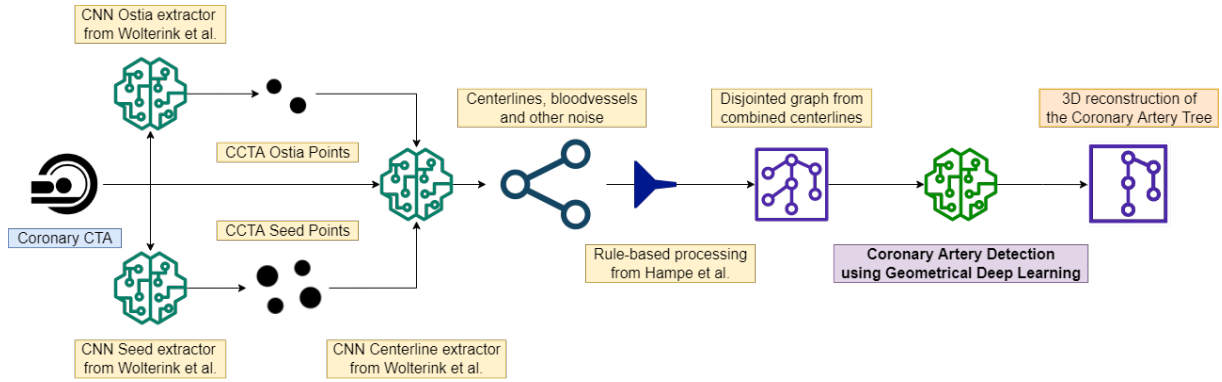 CNN Ostia extractor
from Wolterink et al.
Centerlines, bloodvessels
and other noise
Disjointed graph from
combined centerlines
3D reconstruction of
the Coronary Artery Tree
CCTA Ostia Points
Coronary CTA
CCTA Seed Points
Rule-based processing
from Hampe et al.
Coronary Artery Detection
using Geometrical Deep Learning
CNN Seed extractor
from Wolterink et al.
CNN Centerline extractor
from Wolterink et al.